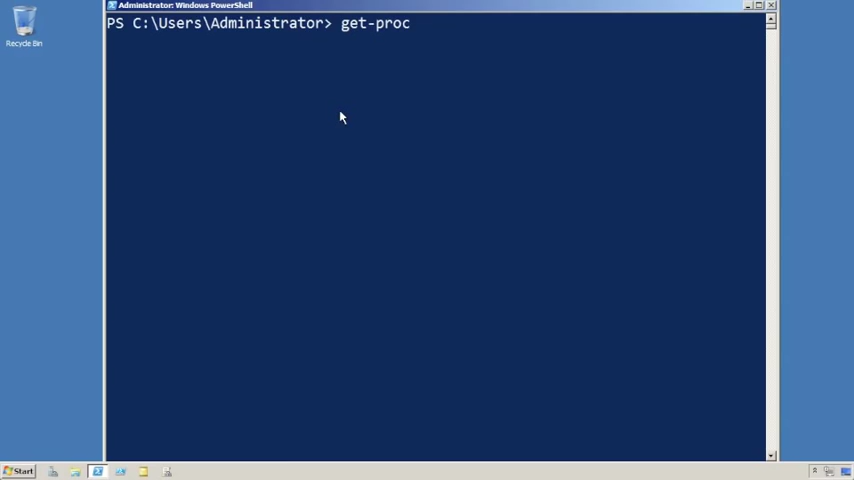 Administrator: Windows PowerShell
PS C:\Users\Administrator> get-proc
Recycle Bin
Start